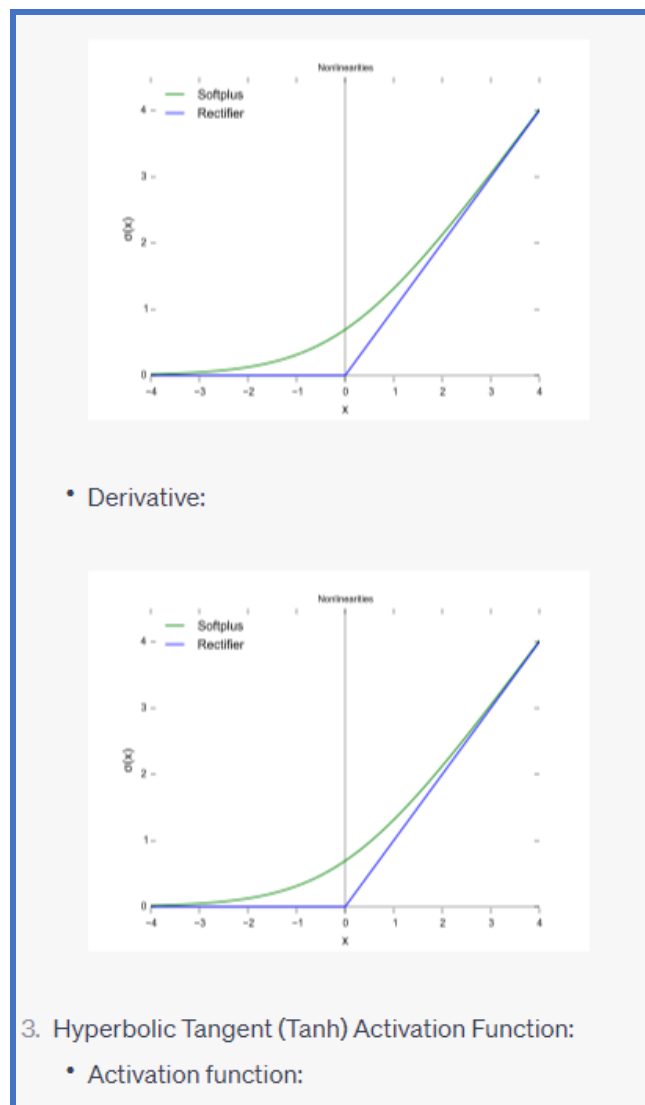 Nonlinearities
Softplus
Rectifier
4
3
2
1
0
σ(x)
-4 -3 -2 -1 0 1 2 3 4
x
• Derivative:
Nonlinearities
Softplus
Rectifier
4
3
2
1
0
σ(x)
-4 -3 -2 -1 0 1 2 3 4
x
3. Hyperbolic Tangent (Tanh) Activation Function:
• Activation function: